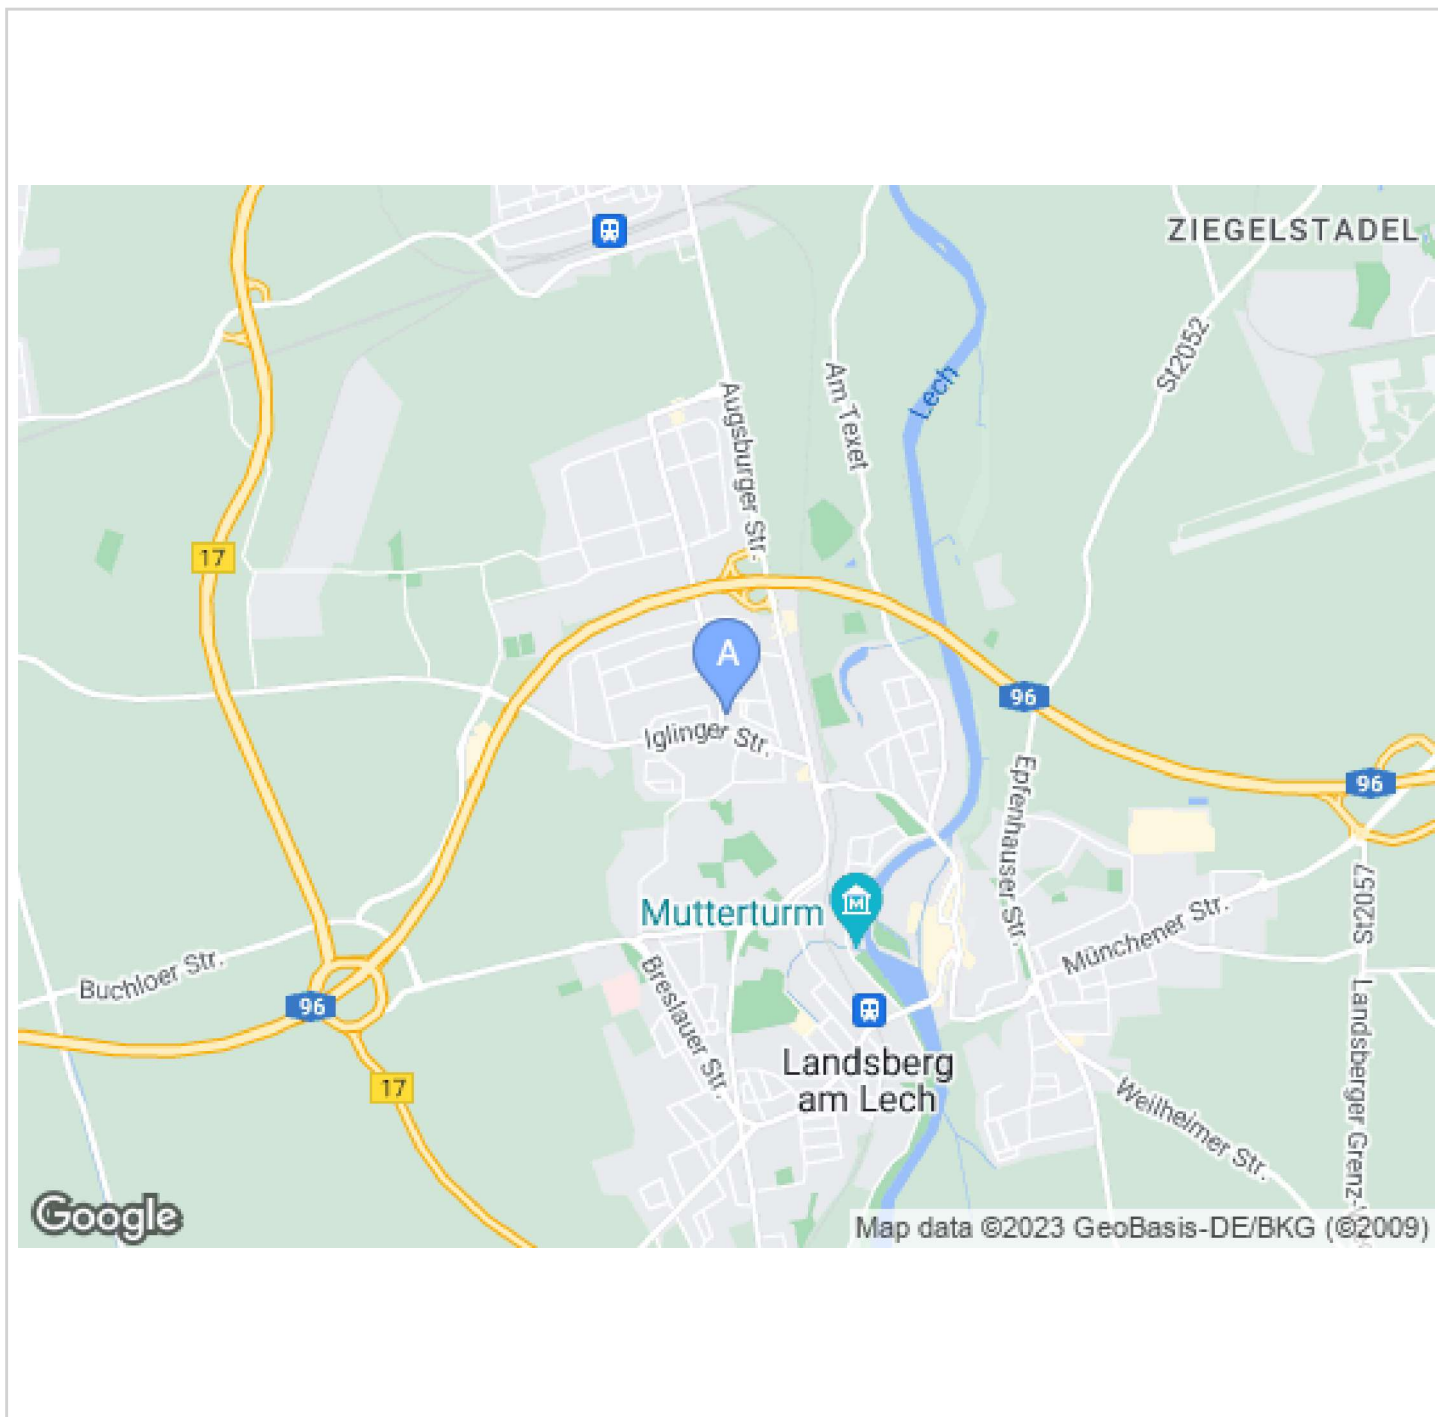 ZIEGELSTADEL
St2052
Lech
Am Texet
Augsburger Str.
17
A
96
Iglinger Str.
96
Epfenhauser Str.
Mutterturm
St2057
Münchener Str.
Buchloer Str.
96
Breslauer Str.
Landsberg
am Lech
17
Weilheimer Str.
Landsberger Grenz-
Google
Map data ©2023 GeoBasis-DE/BKG (©2009)